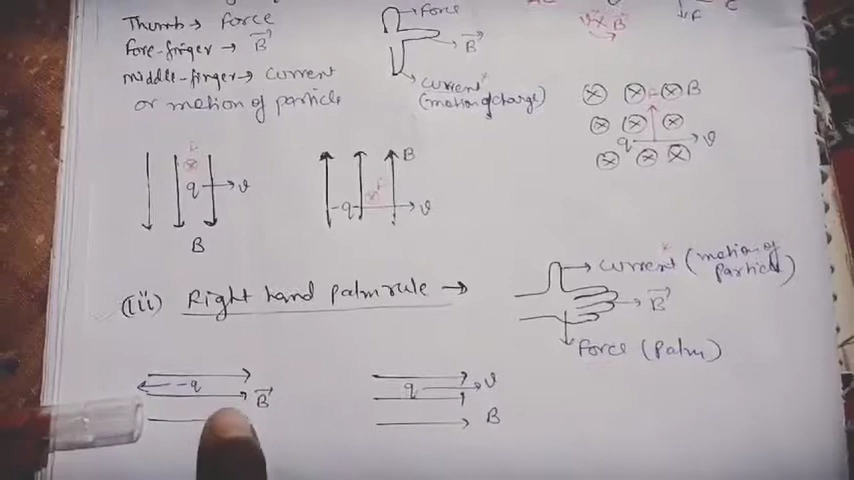 Thumb → Force
Fore-finger → B
middle-finger → Current
or motion of particle
Force
B
Current
(motion of charge)
V × B
F
C
B
F
q
v
F
q
v
B
B
F
-q
v
(iii) Right hand palm rule →
Current (motion of
particle)
B
Force (Palm)
-q
B
q
v
B